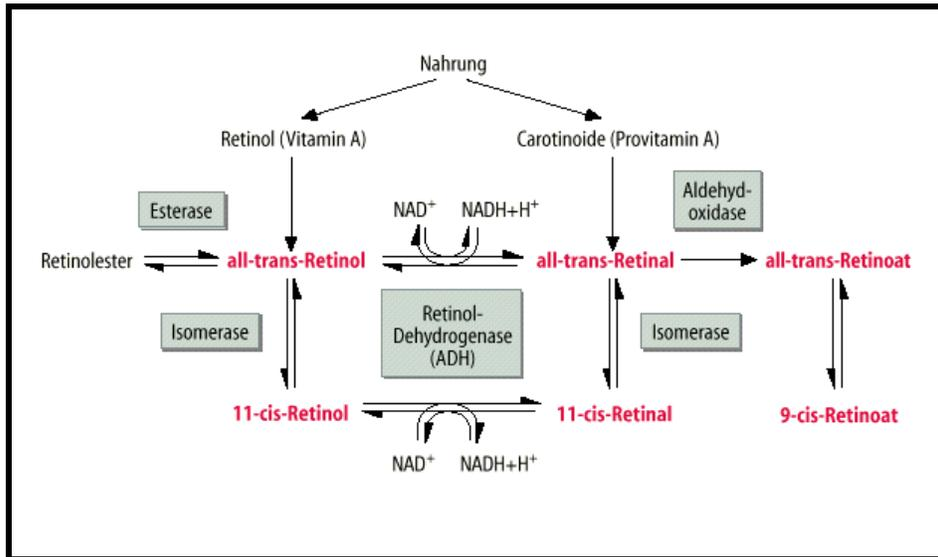 Nahrung
Retinol (Vitamin A)
Carotinoide (Provitamin A)
Esterase
NAD⁺
NADH+H⁺
Aldehyd-
oxidase
Retinolester
all-trans-Retinol
all-trans-Retinal
all-trans-Retinoat
Isomerase
Retinol-
Dehydrogenase
(ADH)
Isomerase
11-cis-Retinol
11-cis-Retinal
9-cis-Retinoat
NAD⁺
NADH+H⁺